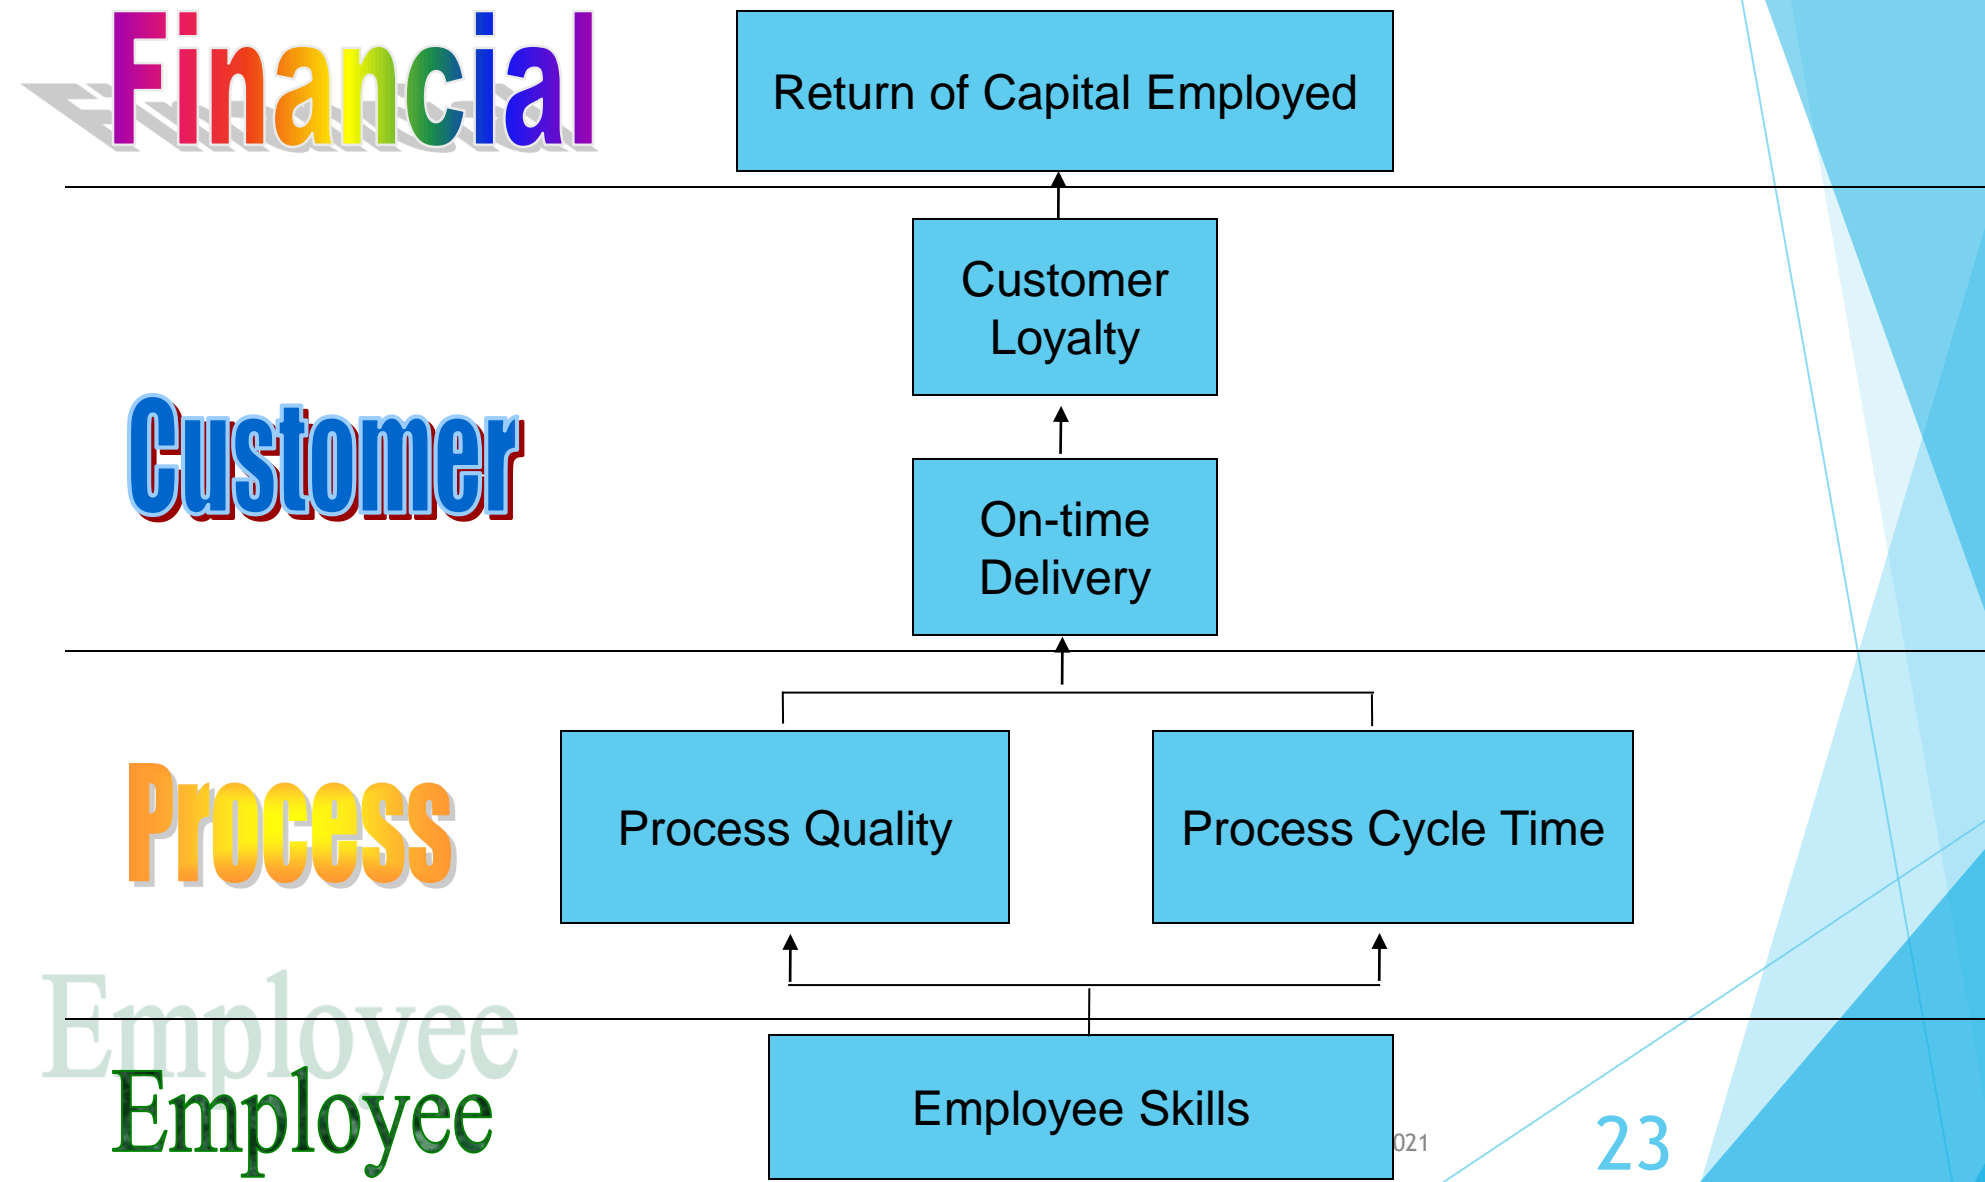 Financial
Return of Capital Employed
Customer
Loyalty
Customer
On-time
Delivery
Process
Process Quality
Process Cycle Time
Employee
Employee Skills
021
23